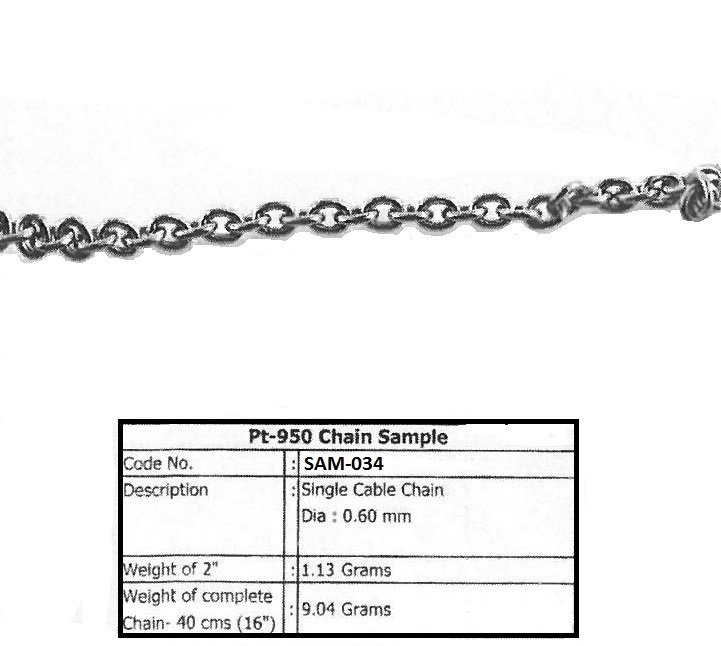 Pt-950 Chain Sample
Code No. : SAM-034
Description : Single Cable Chain
Dia : 0.60 mm
Weight of 2" : 1.13 Grams
Weight of complete
Chain- 40 cms (16") : 9.04 Grams